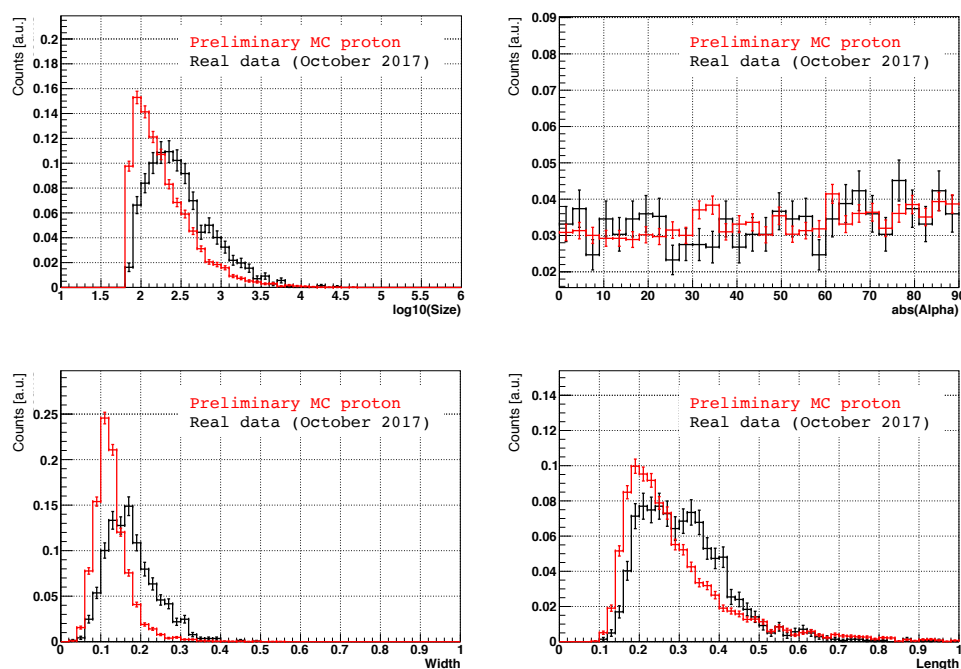 Counts [a.u.]
0.2
0.18
0.16
0.14
0.12
0.1
0.08
0.06
0.04
0.02
0
Preliminary MC proton
Real data (October 2017)
1 1.5 2 2.5 3 3.5 4 4.5 5 5.5 6
log10(Size)
Counts [a.u.]
0.09
0.08
0.07
0.06
0.05
0.04
0.03
0.02
Preliminary MC proton
Real data (October 2017)
0 10 20 30 40 50 60 70 80 90
abs(Alpha)
Counts [a.u.]
0.25
0.2
0.15
0.1
0.05
0
Preliminary MC proton
Real data (October 2017)
0 0.1 0.2 0.3 0.4 0.5 0.6 0.7 0.8 0.9 1
Width
Counts [a.u.]
0.14
0.12
0.1
0.08
0.06
0.04
0.02
0
Preliminary MC proton
Real data (October 2017)
0 0.1 0.2 0.3 0.4 0.5 0.6 0.7 0.8 0.9 1
Length